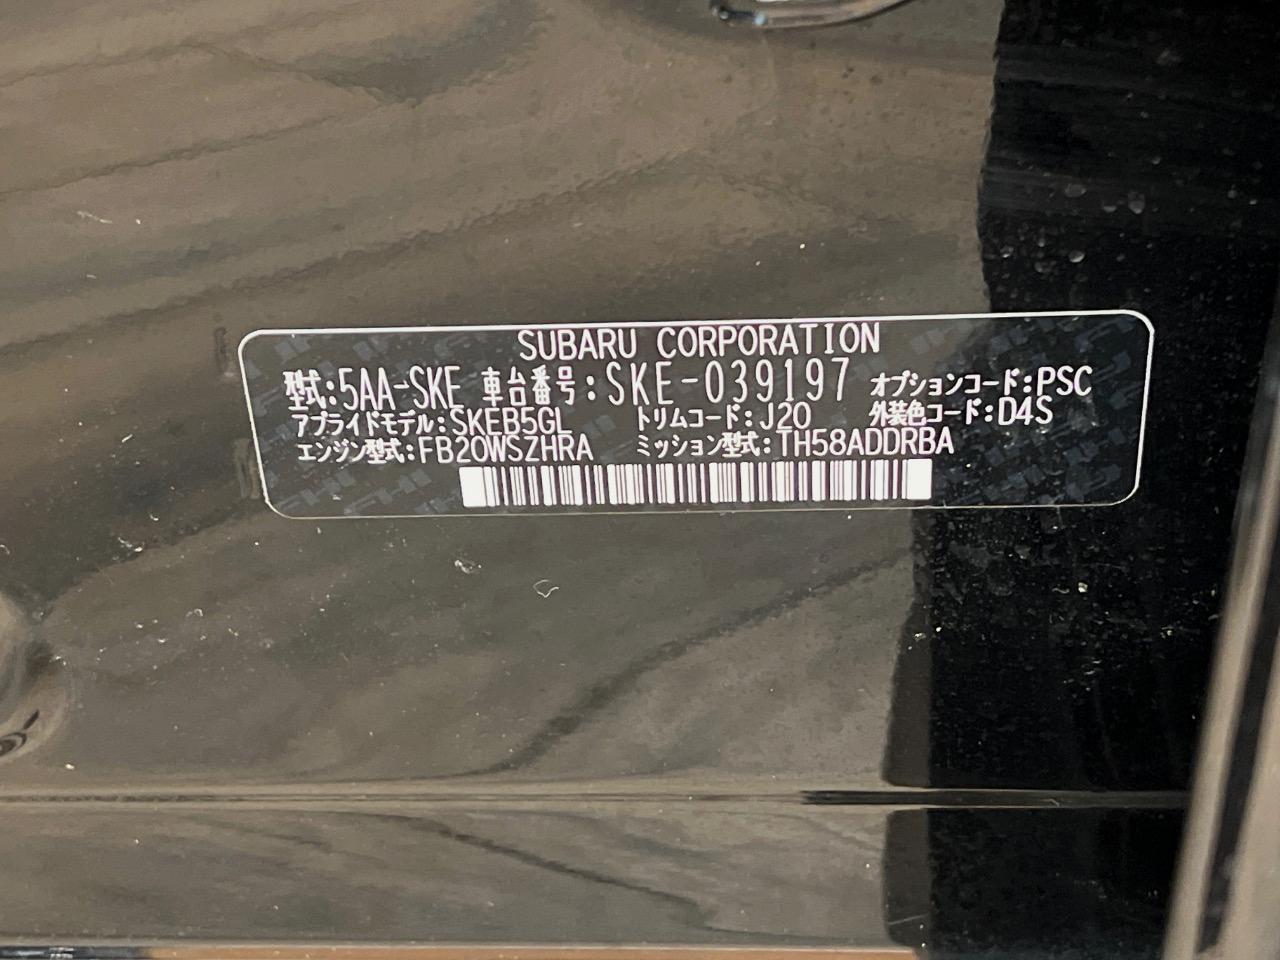 SUBARU CORPORATION
型式:5AA-SKE 車台番号:SKE-039197 オプションコード:PSC
アプライドモデル:SKEB5GL トリムコード:J20 外装色コード:D4S
エンジン型式:FB20WSZHRA ミッション型式:TH58ADDRBA